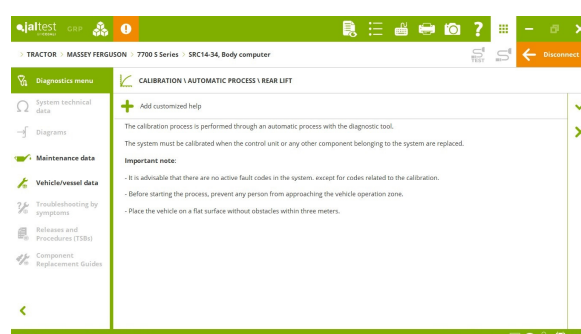 jaltest GRP
TRACTOR > MASSEY FERGUSON > 7700 S Series > SRC14-34, Body computer
TEST
Disconnect
Diagnostics menu
CALIBRATION \ AUTOMATIC PROCESS \ REAR LIFT
System technical data
Add customized help
Diagrams
Maintenance data
Vehicle/vessel data
Troubleshooting by symptoms
Releases and Procedures (TSBs)
Component Replacement Guides
The calibration process is performed through an automatic process with the diagnostic tool.
The system must be calibrated when the control unit or any other component belonging to the system are replaced.
Important note:
- It is advisable that there are no active fault codes in the system. except for codes related to the calibration.
- Before starting the process, prevent any person from approaching the vehicle operation zone.
- Place the vehicle on a flat surface without obstacles within three meters.